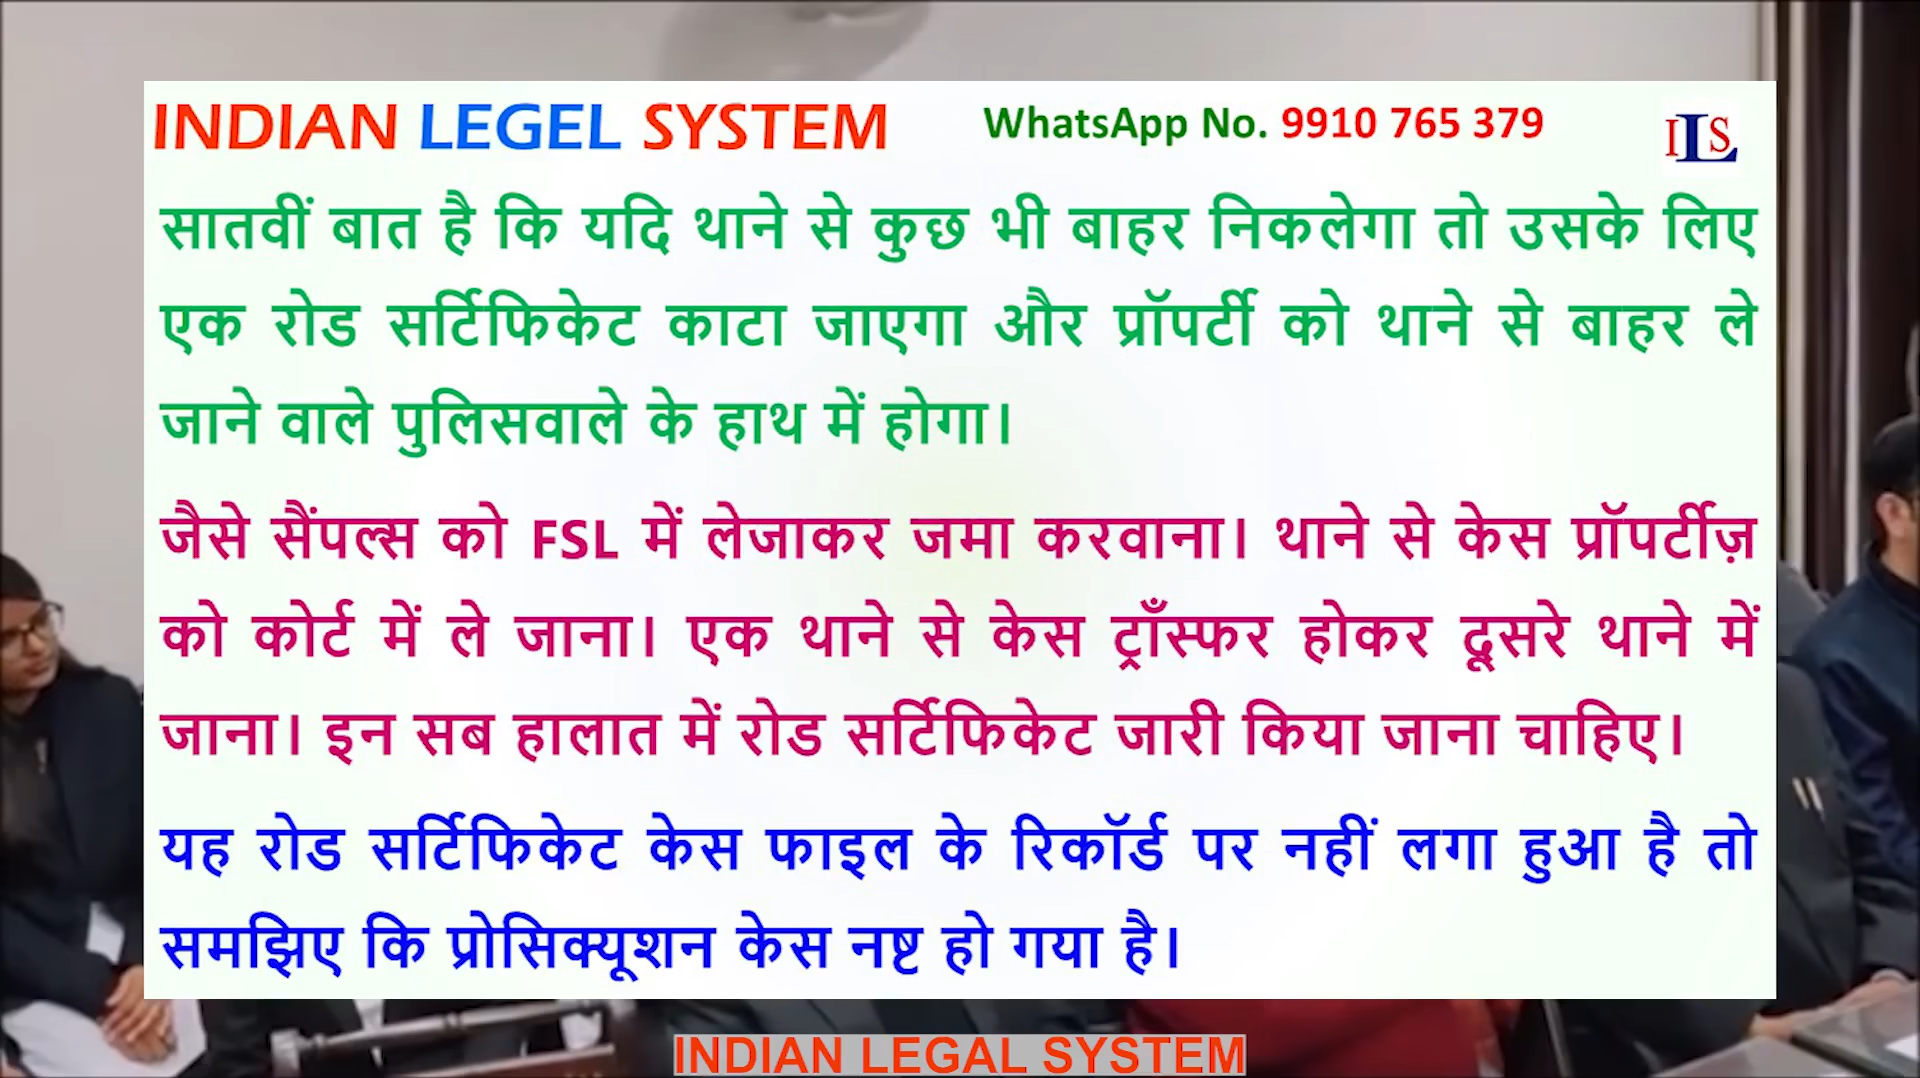 INDIAN LEGEL SYSTEM WhatsApp No. 9910 765 379 ILS
सातवीं बात है कि यदि थाने से कुछ भी बाहर निकलेगा तो उसके लिए
एक रोड सर्टिफिकेट काटा जाएगा और प्रॉपर्टी को थाने से बाहर ले
जाने वाले पुलिसवाले के हाथ में होगा।
जैसे सैंपल्स को FSL में लेजाकर जमा करवाना। थाने से केस प्रॉपर्टीज़
को कोर्ट में ले जाना। एक थाने से केस ट्राँस्फर होकर दूसरे थाने में
जाना। इन सब हालात में रोड सर्टिफिकेट जारी किया जाना चाहिए।
यह रोड सर्टिफिकेट केस फाइल के रिकॉर्ड पर नहीं लगा हुआ है तो
समझिए कि प्रोसिक्यूशन केस नष्ट हो गया है।
INDIAN LEGAL SYSTEM